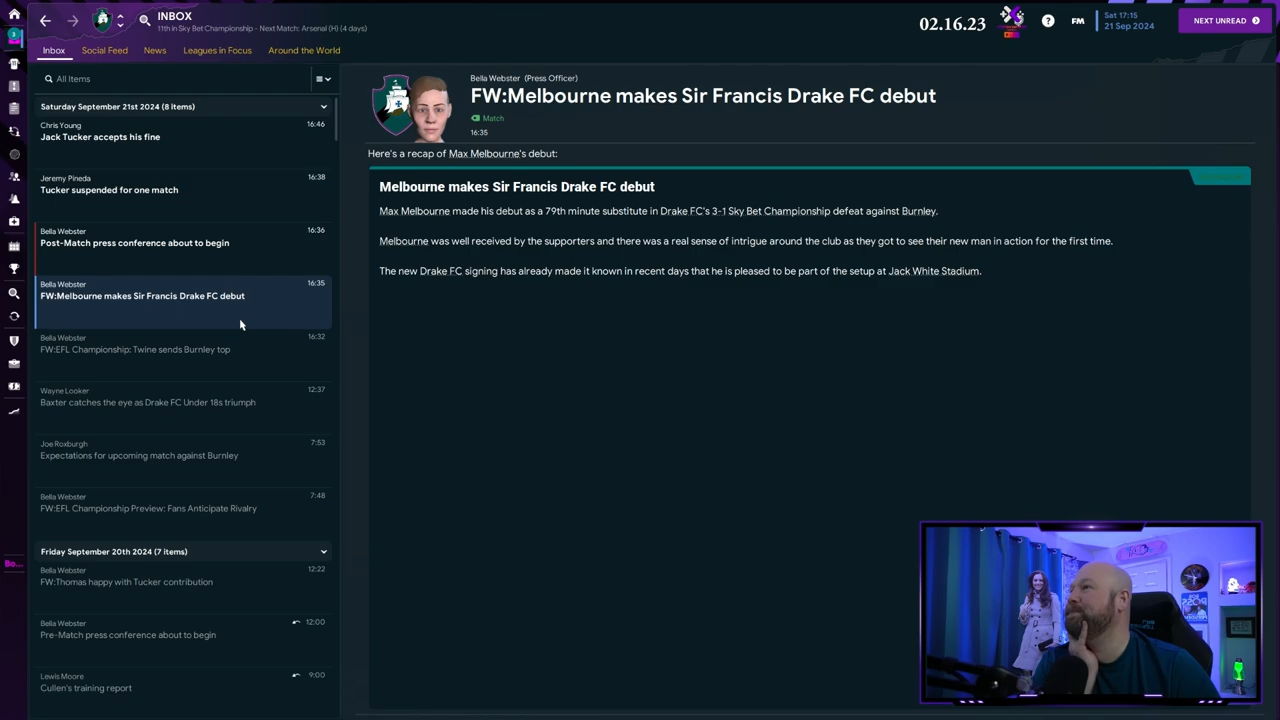 INBOX
11th in Sky Bet Championship - Next Match: Arsenal (H) (4 days)
02.16.23
FM
Sat 17:15
21 Sep 2024
NEXT UNREAD
Inbox
Social Feed
News
Leagues in Focus
Around the World
All Items
Saturday September 21st 2024 (8 items)
Chris Young
16:46
Jack Tucker accepts his fine
Jeremy Pineda
16:38
Tucker suspended for one match
Bella Webster
16:36
Post-Match press conference about to begin
Bella Webster
16:35
FW:Melbourne makes Sir Francis Drake FC debut
Bella Webster
16:32
FW:EFL Championship: Twine sends Burnley top
Wayne Looker
12:37
Baxter catches the eye as Drake FC Under 18s triumph
Joe Roxburgh
7:53
Expectations for upcoming match against Burnley
Bella Webster
7:48
FW:EFL Championship Preview: Fans Anticipate Rivalry
Friday September 20th 2024 (7 items)
Bella Webster
12:22
FW:Thomas happy with Tucker contribution
Bella Webster
12:00
Pre-Match press conference about to begin
Lewis Moore
9:00
Cullen's training report
Bo...
Bella Webster (Press Officer)
FW:Melbourne makes Sir Francis Drake FC debut
Match
16:35
Here's a recap of Max Melbourne's debut:
Melbourne makes Sir Francis Drake FC debut
Max Melbourne made his debut as a 79th minute substitute in Drake FC's 3-1 Sky Bet Championship defeat against Burnley.
Melbourne was well received by the supporters and there was a real sense of intrigue around the club as they got to see their new man in action for the first time.
The new Drake FC signing has already made it known in recent days that he is pleased to be part of the setup at Jack White Stadium.